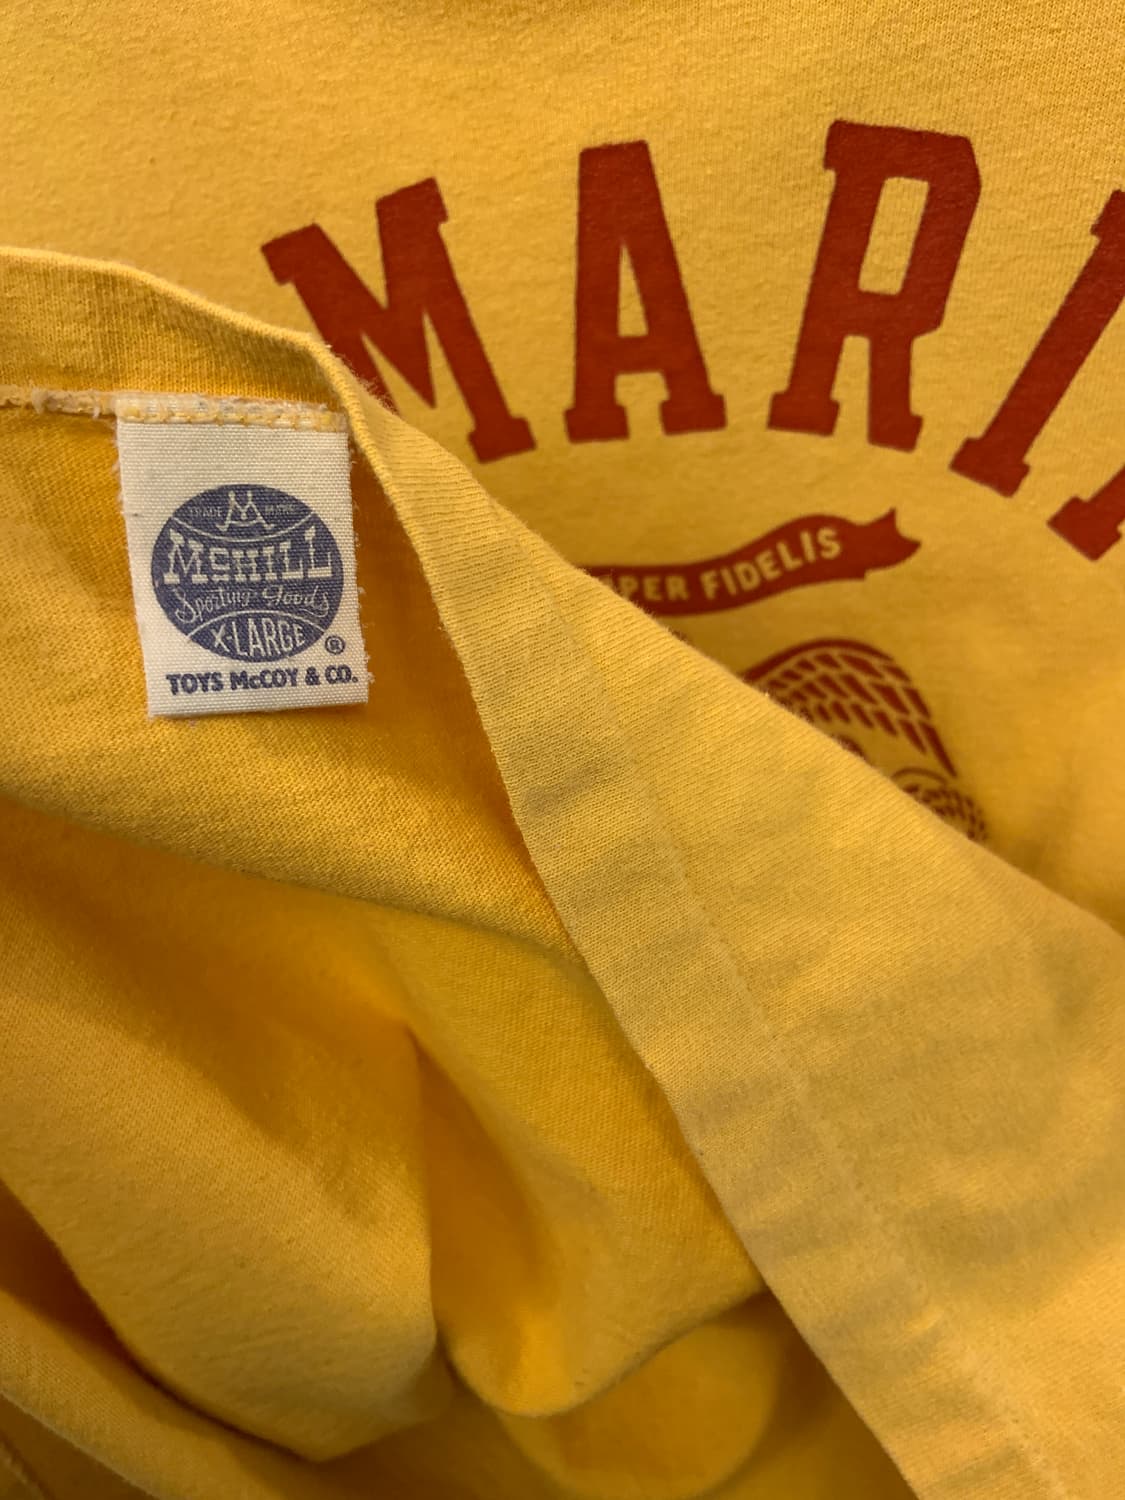 MARI
PER FIDELIS
TRADE M MARK
McHILL
Sporting Goods
X-LARGE ®
TOYS McCOY & CO.